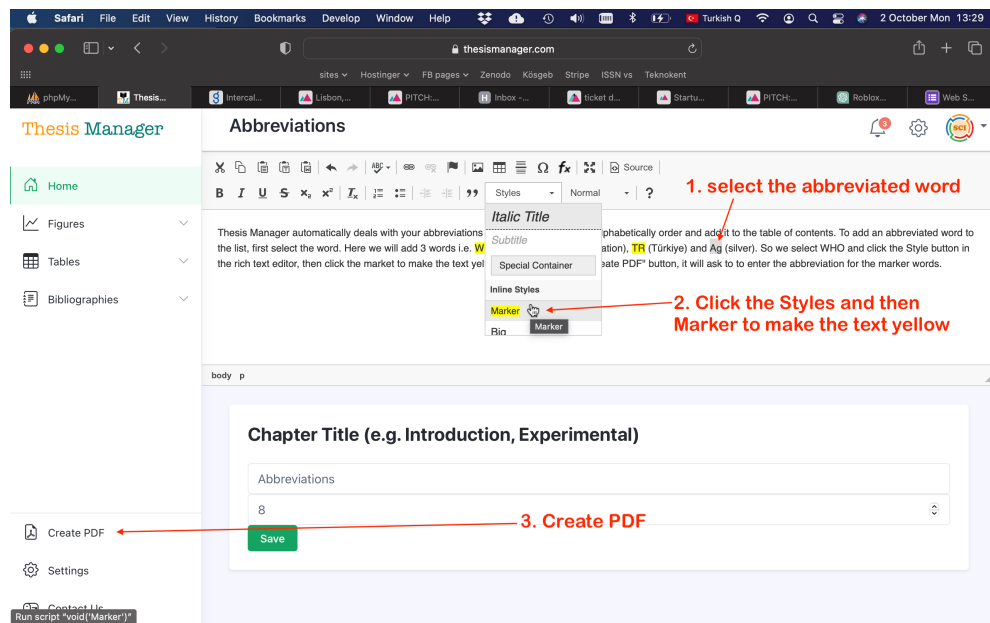 Safari File Edit View History Bookmarks Develop Window Help Turkish Q 2 October Mon 13:29
thesismanager.com
sites Hostinger FB pages Zenodo Kösgeb Stripe ISSN vs Teknokent
phpMy... Thesis... Intercal... Lisbon,... PITCH:... Inbox -... ticket d... Startu... PITCH:... Roblox... Web S...
Thesis Manager
Abbreviations
3
SCI
Home
Figures
Tables
Bibliographies
ABC Source
B I U S x₂ x² Tx Styles Normal ?
1. select the abbreviated word
Italic Title
Subtitle
Special Container
Inline Styles
Marker
Marker
Big
Thesis Manager automatically deals with your abbreviations phabetically order and add it to the table of contents. To add an abbreviated word to
the list, first select the word. Here we will add 3 words i.e. W ation), TR (Türkiye) and Ag (silver). So we select WHO and click the Style button in
the rich text editor, then click the market to make the text yel eate PDF" button, it will ask to to enter the abbreviation for the marker words.
2. Click the Styles and then
Marker to make the text yellow
body p
Chapter Title (e.g. Introduction, Experimental)
Abbreviations
8
Save
3. Create PDF
Create PDF
Settings
Contact Us
Run script "void('Marker')"